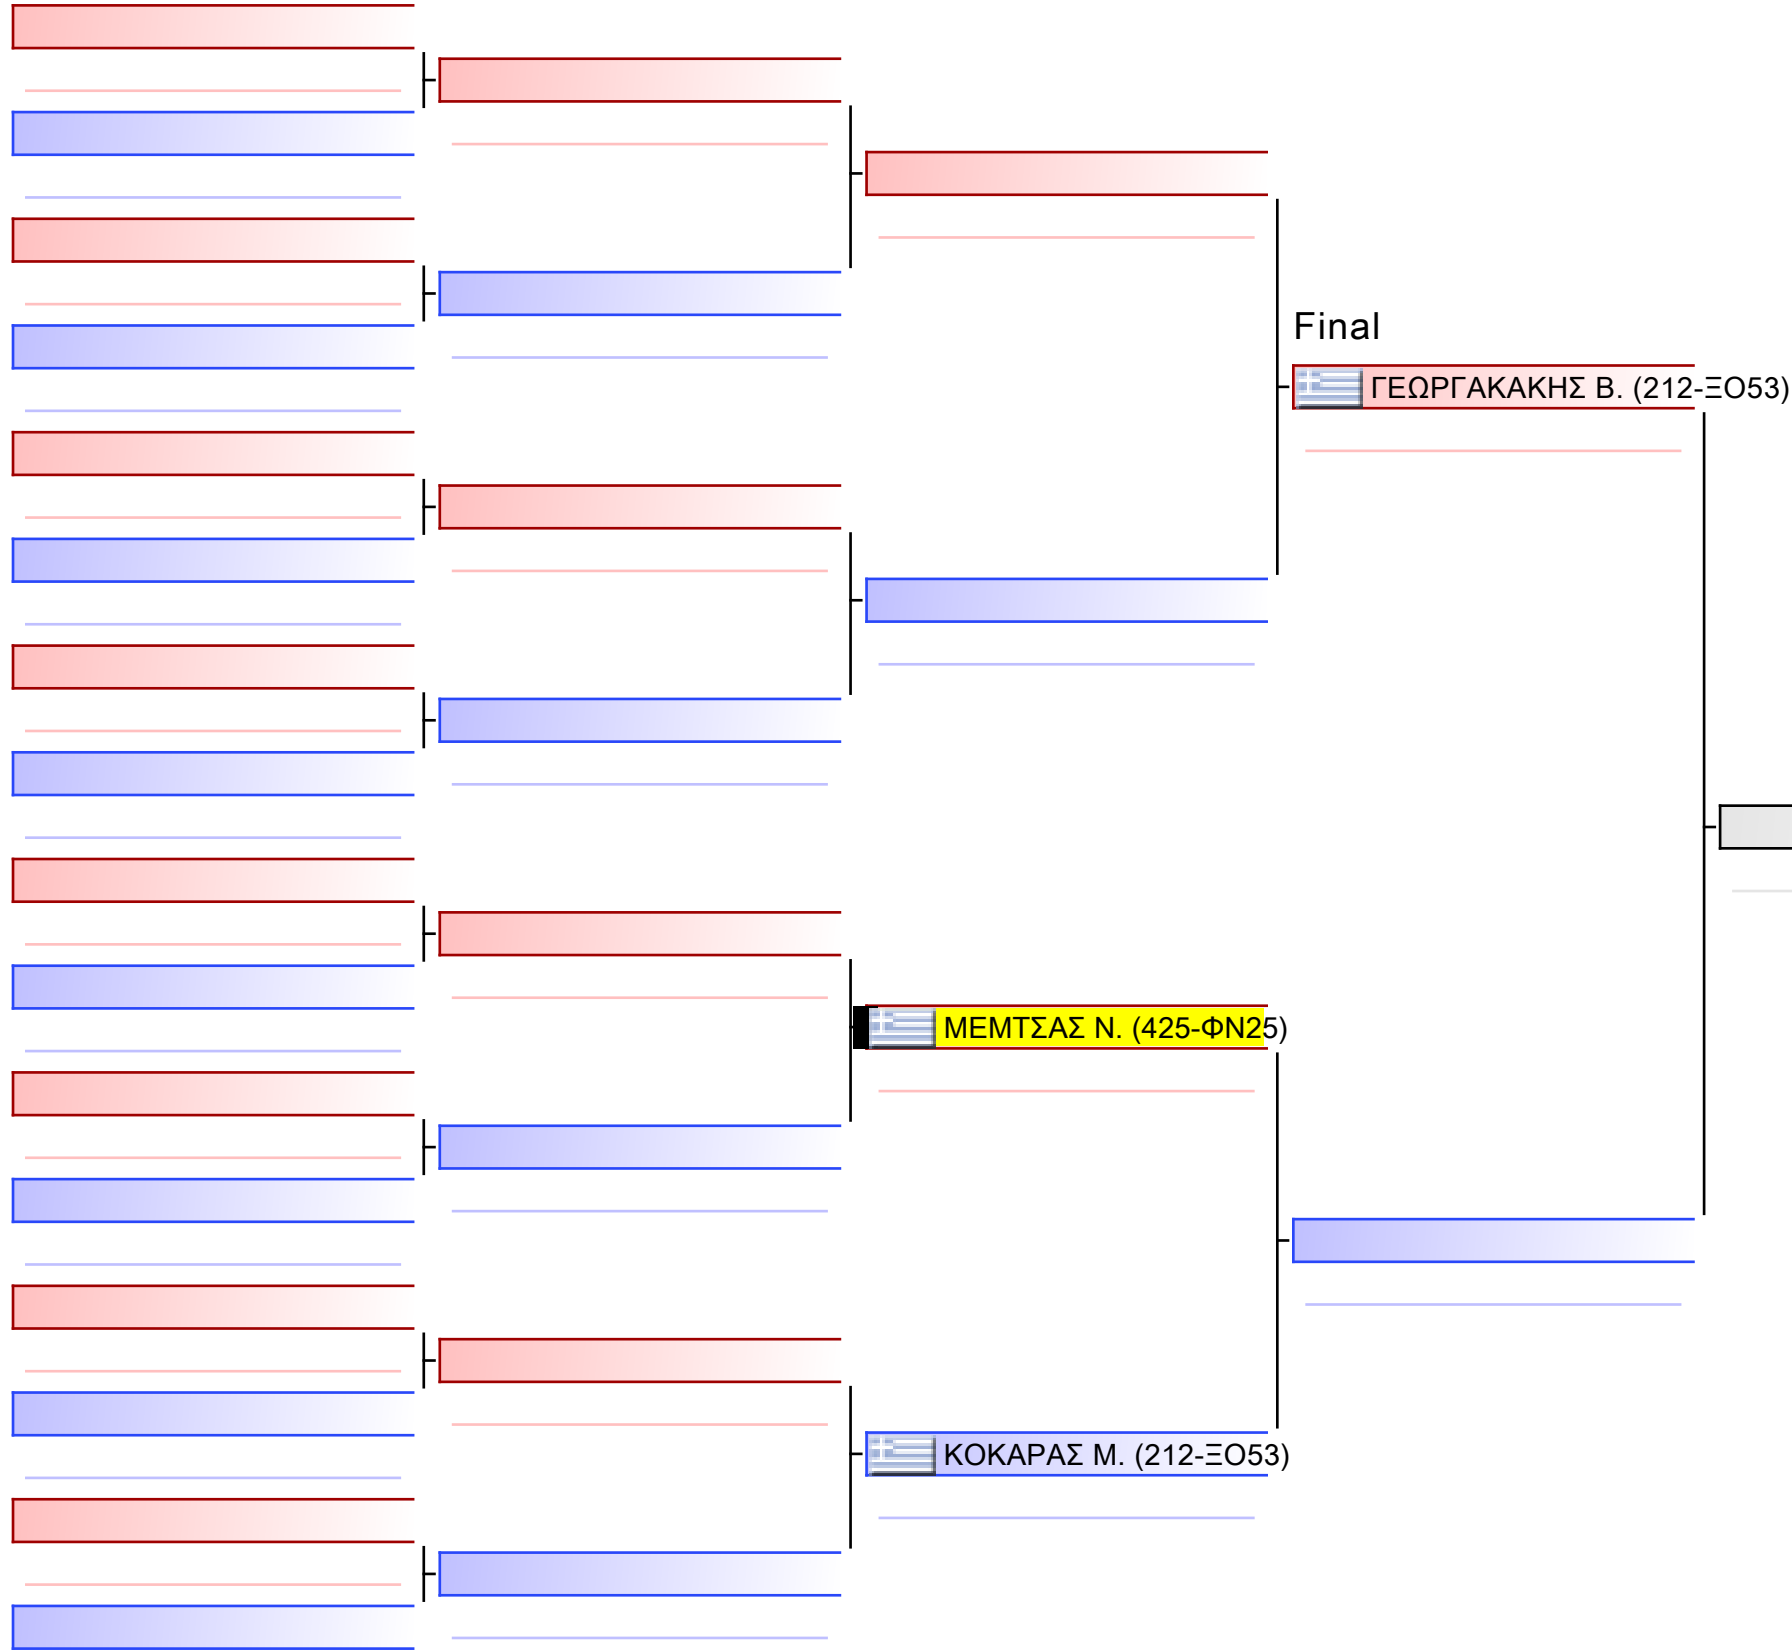 Final
ΓΕΩΡΓΑΚΑΚΗΣ Β. (212-ΞΟ53)
ΜΕΜΤΣΑΣ Ν. (425-ΦΝ25)
ΚΟΚΑΡΑΣ Μ. (212-ΞΟ53)